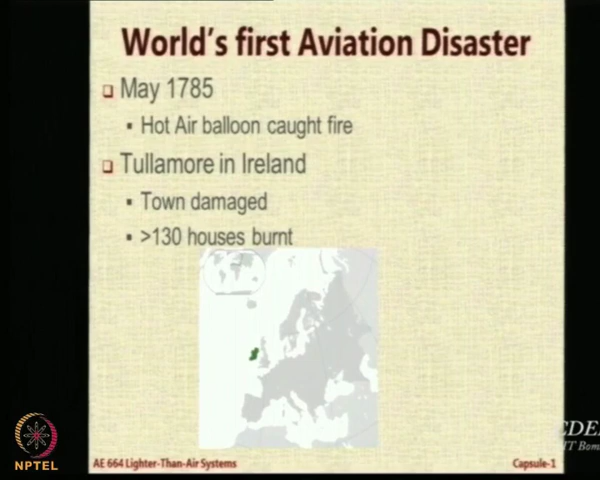 World's first Aviation Disaster
May 1785
Hot Air balloon caught fire
Tullamore in Ireland
Town damaged
>130 houses burnt
NPTEL
AE 664 Lighter-Than-Air Systems
Capsule-1